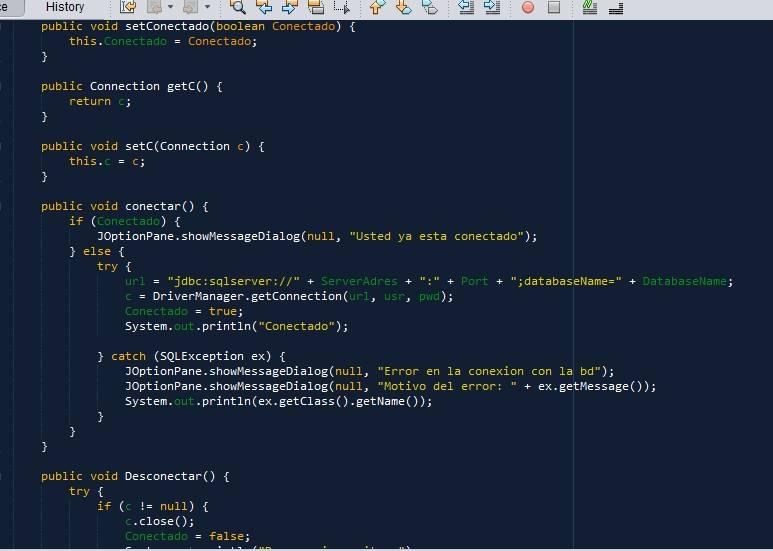 History
public void setConectado(boolean Conectado) {
this.Conectado = Conectado;
}
public Connection getC() {
return c;
}
public void setC(Connection c) {
this.c = c;
}
public void conectar() {
if (Conectado) {
JOptionPane.showMessageDialog(null, "Usted ya esta conectado");
} else {
try {
url = "jdbc:sqlserver://" + ServerAdres + ":" + Port + ";databaseName=" + DatabaseName;
c = DriverManager.getConnection(url, usr, pwd);
Conectado = true;
System.out.println("Conectado");
} catch (SQLException ex) {
JOptionPane.showMessageDialog(null, "Error en la conexion con la bd");
JOptionPane.showMessageDialog(null, "Motivo del error: " + ex.getMessage());
System.out.println(ex.getClass().getName());
}
}
}
public void Desconectar() {
try {
if (c != null) {
c.close();
Conectado = false;